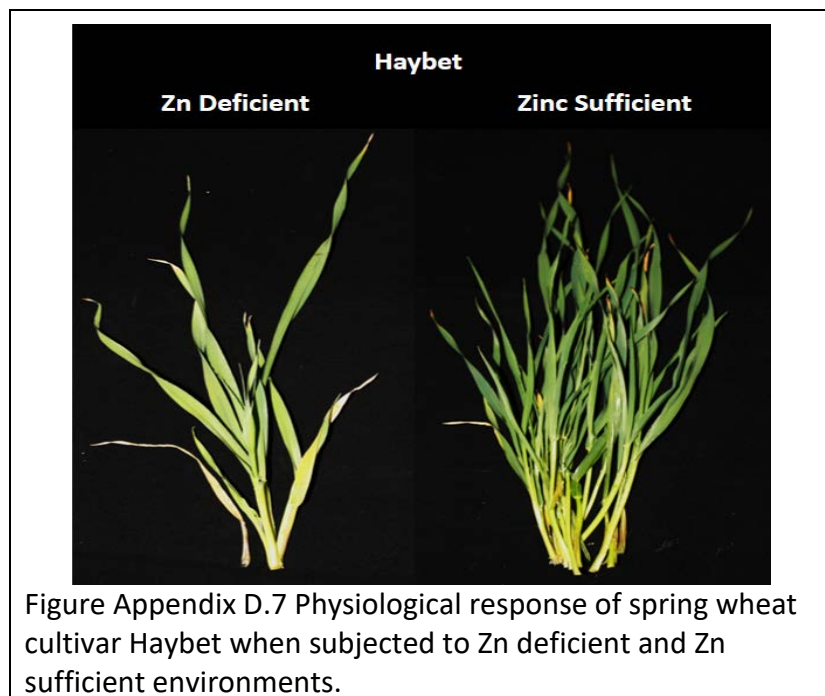 Haybet
Zn Deficient
Zinc Sufficient
Figure Appendix D.7 Physiological response of spring wheat
cultivar Haybet when subjected to Zn deficient and Zn
sufficient environments.